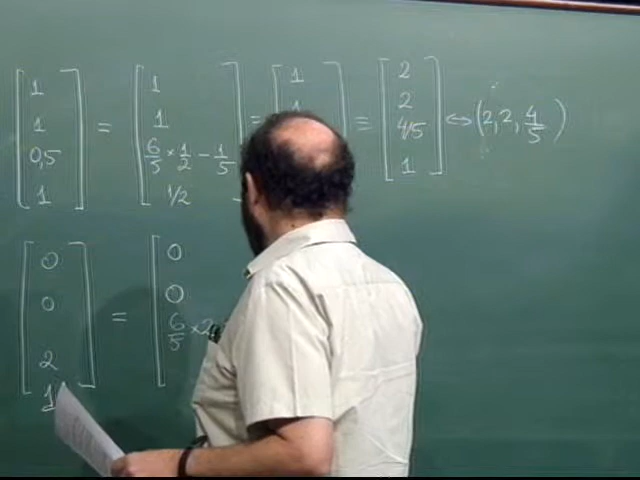 [1 1 0,5 1] = [1 1 6/5 × 1/2 − 1/5 1/2] = [1 1] ≡ [2 2 4/5 1] ⇔ (2, 2, 4/5)
[0 0 2 1] = [0 0 6/5 × 2